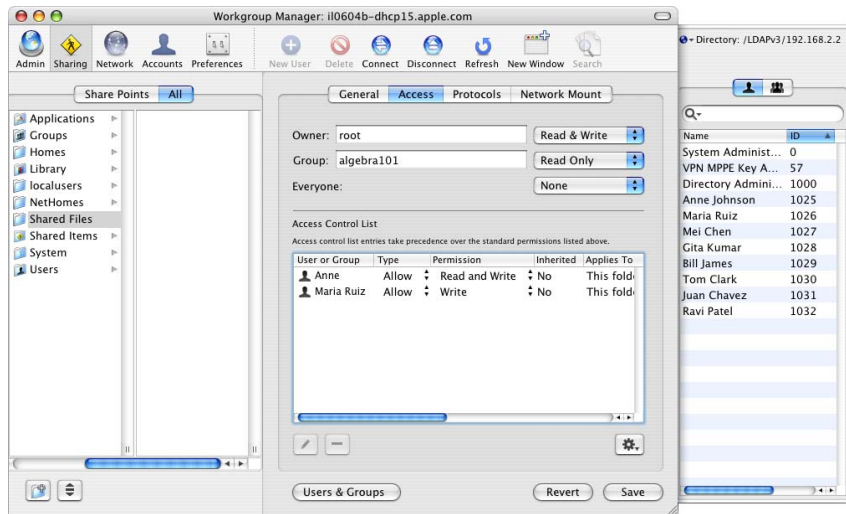 Workgroup Manager: il0604b-dhcp15.apple.com
Admin Sharing Network Accounts Preferences New User Delete Connect Disconnect Refresh New Window Search
Directory: /LDAPv3/192.168.2.2
Share Points All
General Access Protocols Network Mount
Applications
Groups
Homes
Library
localusers
NetHomes
Shared Files
Shared Items
System
Users
Owner: root Read & Write
Group: algebra101 Read Only
Everyone: None
Access Control List
Access control list entries take precedence over the standard permissions listed above.
User or Group Type Permission Inherited Applies To
Anne Allow Read and Write No This fold
Maria Ruiz Allow Write No This fold
Users & Groups Revert Save
Name ID
System Administ... 0
VPN MPPE Key A... 57
Directory Admini... 1000
Anne Johnson 1025
Maria Ruiz 1026
Mei Chen 1027
Gita Kumar 1028
Bill James 1029
Tom Clark 1030
Juan Chavez 1031
Ravi Patel 1032